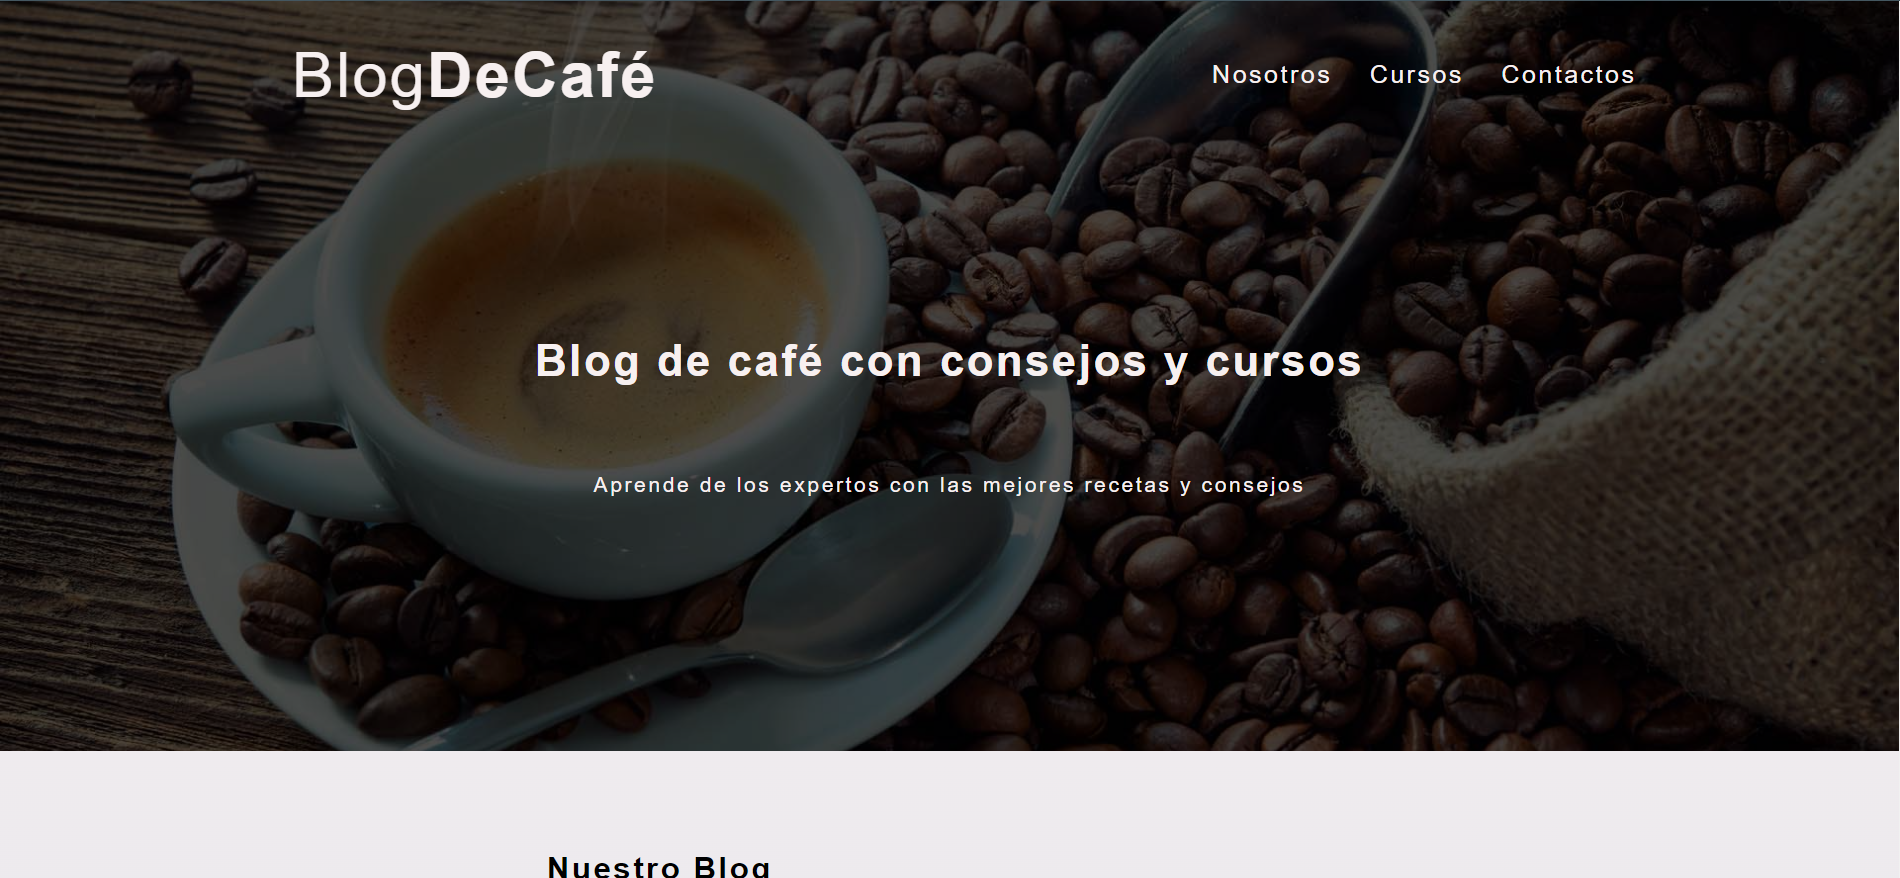 BlogDeCafé
Nosotros Cursos Contactos
Blog de café con consejos y cursos
Aprende de los expertos con las mejores recetas y consejos
Nuestro Blog